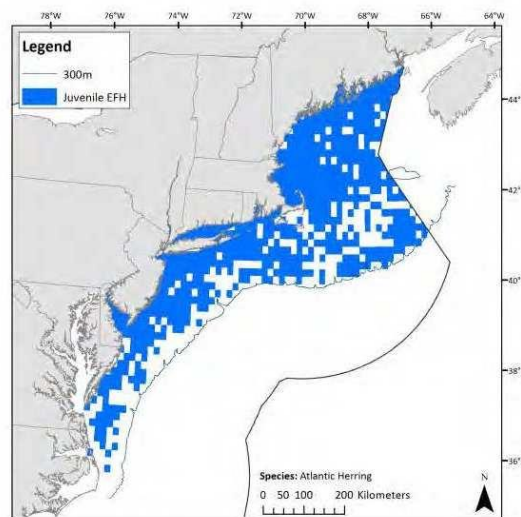 78°W 76°W 74°W 72°W 70°W 68°W 66°W 64°W
Legend
300m
Juvenile EFH
44°
42°
40°
38°
36°
Species: Atlantic Herring
0 50 100 200 Kilometers
N